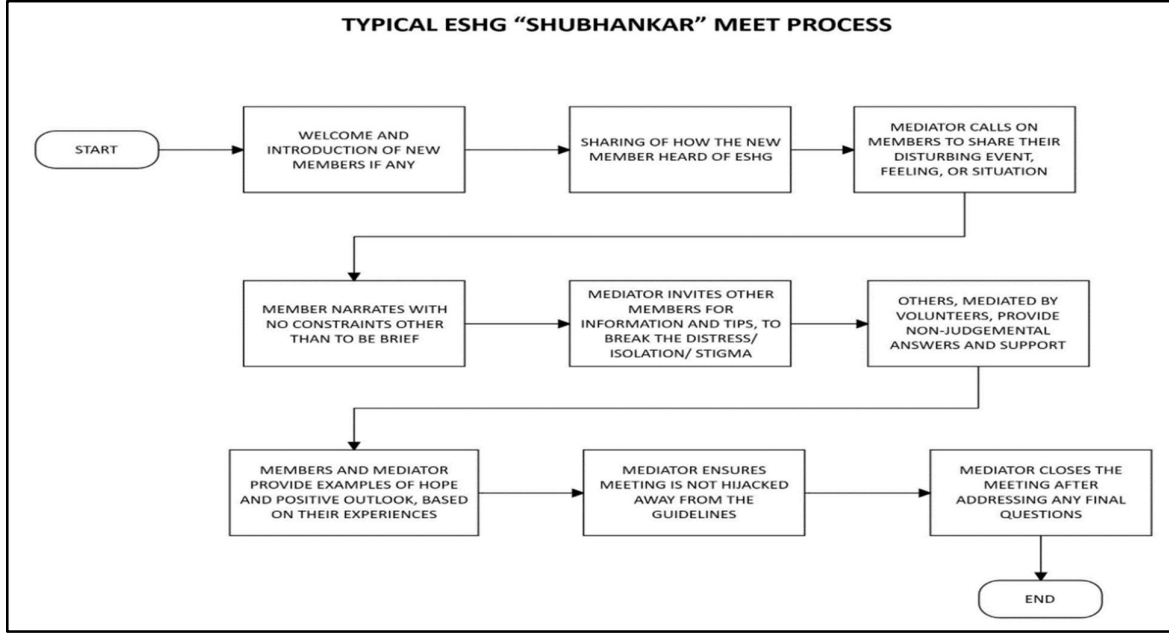 TYPICAL ESHG “SHUBHANKAR” MEET PROCESS
START
WELCOME AND
INTRODUCTION OF NEW
MEMBERS IF ANY
SHARING OF HOW THE NEW
MEMBER HEARD OF ESHG
MEDIATOR CALLS ON
MEMBERS TO SHARE THEIR
DISTURBING EVENT,
FEELING, OR SITUATION
MEMBER NARRATES WITH
NO CONSTRAINTS OTHER
THAN TO BE BRIEF
MEDIATOR INVITES OTHER
MEMBERS FOR
INFORMATION AND TIPS, TO
BREAK THE DISTRESS/
ISOLATION/ STIGMA
OTHERS, MEDIATED BY
VOLUNTEERS, PROVIDE
NON-JUDGEMENTAL
ANSWERS AND SUPPORT
MEMBERS AND MEDIATOR
PROVIDE EXAMPLES OF HOPE
AND POSITIVE OUTLOOK, BASED
ON THEIR EXPERIENCES
MEDIATOR ENSURES
MEETING IS NOT HIJACKED
AWAY FROM THE
GUIDELINES
MEDIATOR CLOSES THE
MEETING AFTER
ADDRESSING ANY FINAL
QUESTIONS
END